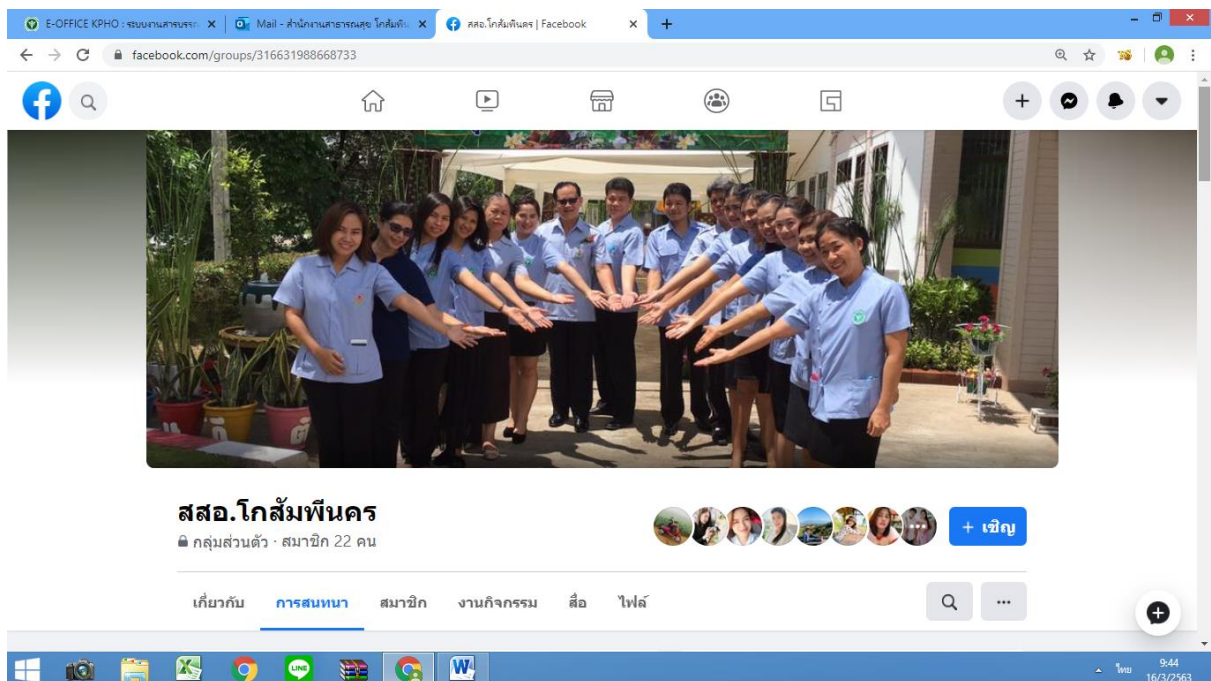 E-OFFICE KPHO : ระบบงานสารบรรณ
Mail - สำนักงานสาธารณสุข โกสัมพีน
สสอ.โกสัมพีนคร | Facebook
facebook.com/groups/316631988668733
สสอ.โกสัมพีนคร
กลุ่มส่วนตัว · สมาชิก 22 คน
+ เชิญ
เกี่ยวกับ การสนทนา สมาชิก งานกิจกรรม สื่อ ไฟล์
LINE
ไทย
9:44
16/3/2563